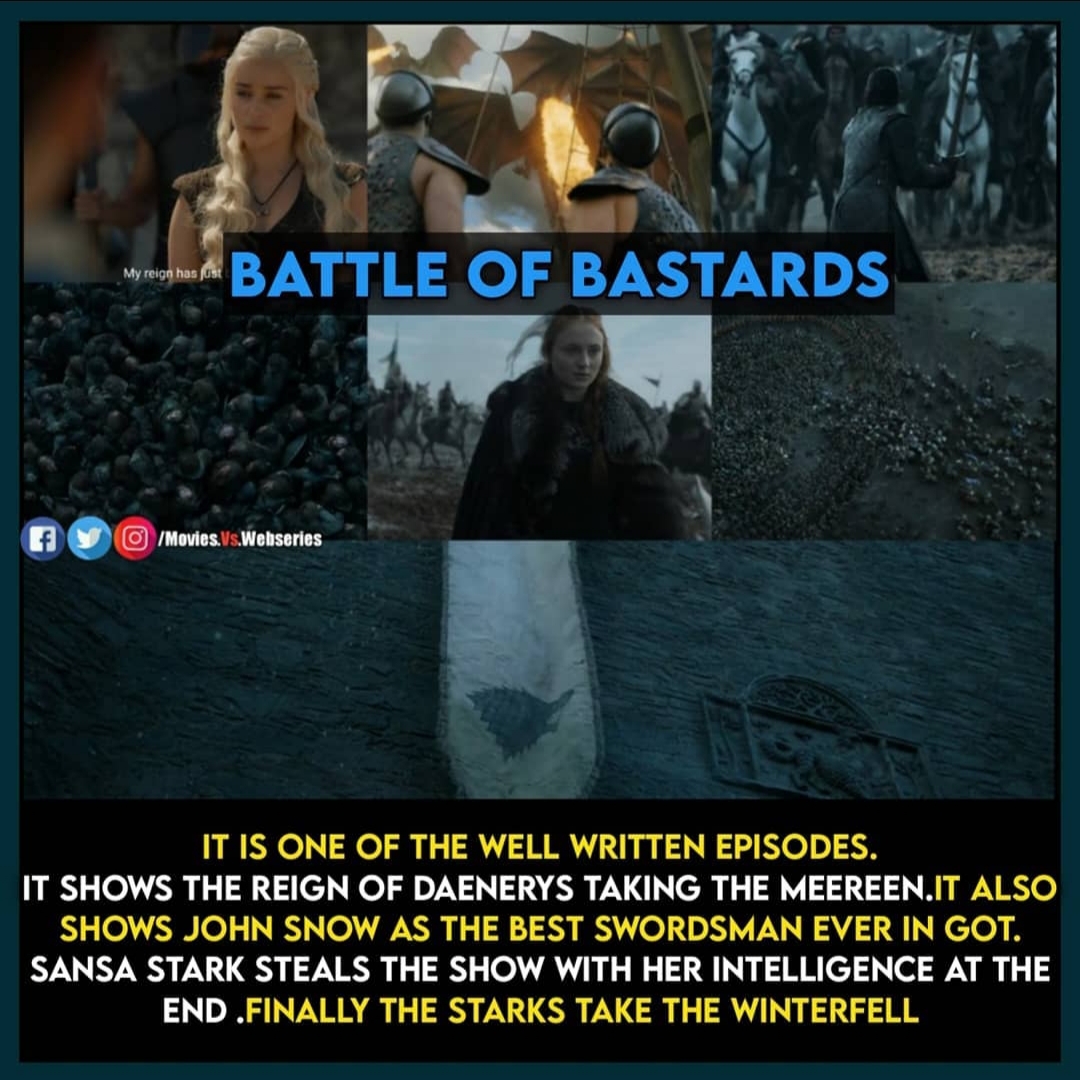 My reign has just
BATTLE OF BASTARDS
/Movies.Vs.Webseries
IT IS ONE OF THE WELL WRITTEN EPISODES.
IT SHOWS THE REIGN OF DAENERYS TAKING THE MEEREEN.IT ALSO
SHOWS JOHN SNOW AS THE BEST SWORDSMAN EVER IN GOT.
SANSA STARK STEALS THE SHOW WITH HER INTELLIGENCE AT THE
END .FINALLY THE STARKS TAKE THE WINTERFELL